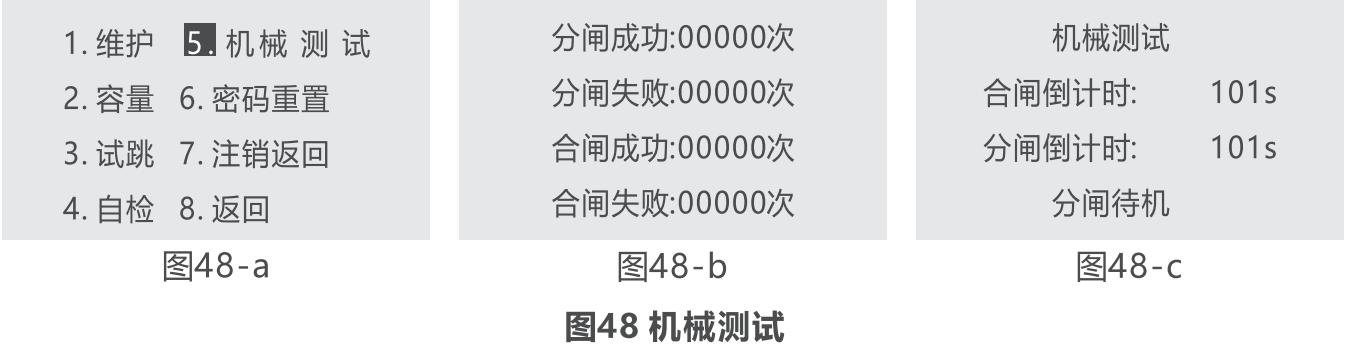 1. 维护 5. 机械 测 试
2. 容量 6. 密码重置
3. 试跳 7. 注销返回
4. 自检 8. 返回
图48-a
分闸成功:00000次
分闸失败:00000次
合闸成功:00000次
合闸失败:00000次
图48-b
机械测试
合闸倒计时: 101s
分闸倒计时: 101s
分闸待机
图48-c
图48 机械测试